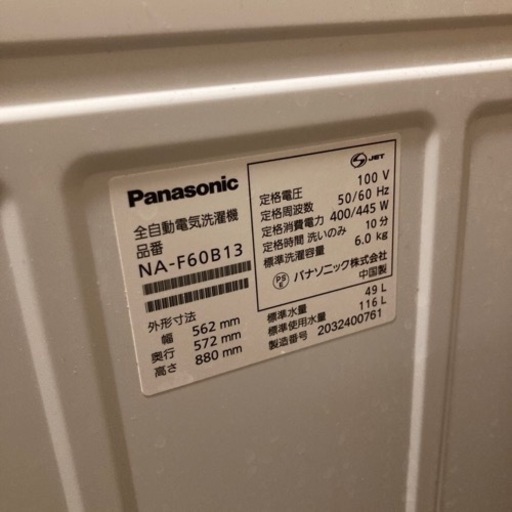 Panasonic
全自動電気洗濯機
品番
NA-F60B13
外形寸法
幅 562 mm
奥行 572 mm
高さ 880 mm
JET
定格電圧 100 V
定格周波数 50/60 Hz
定格消費電力 400/445 W
定格時間 洗いのみ 10 分
標準洗濯容量 6.0 kg
PS E パナソニック株式会社
中国製
標準水量 49 L
標準使用水量 116 L
製造番号 2032400761